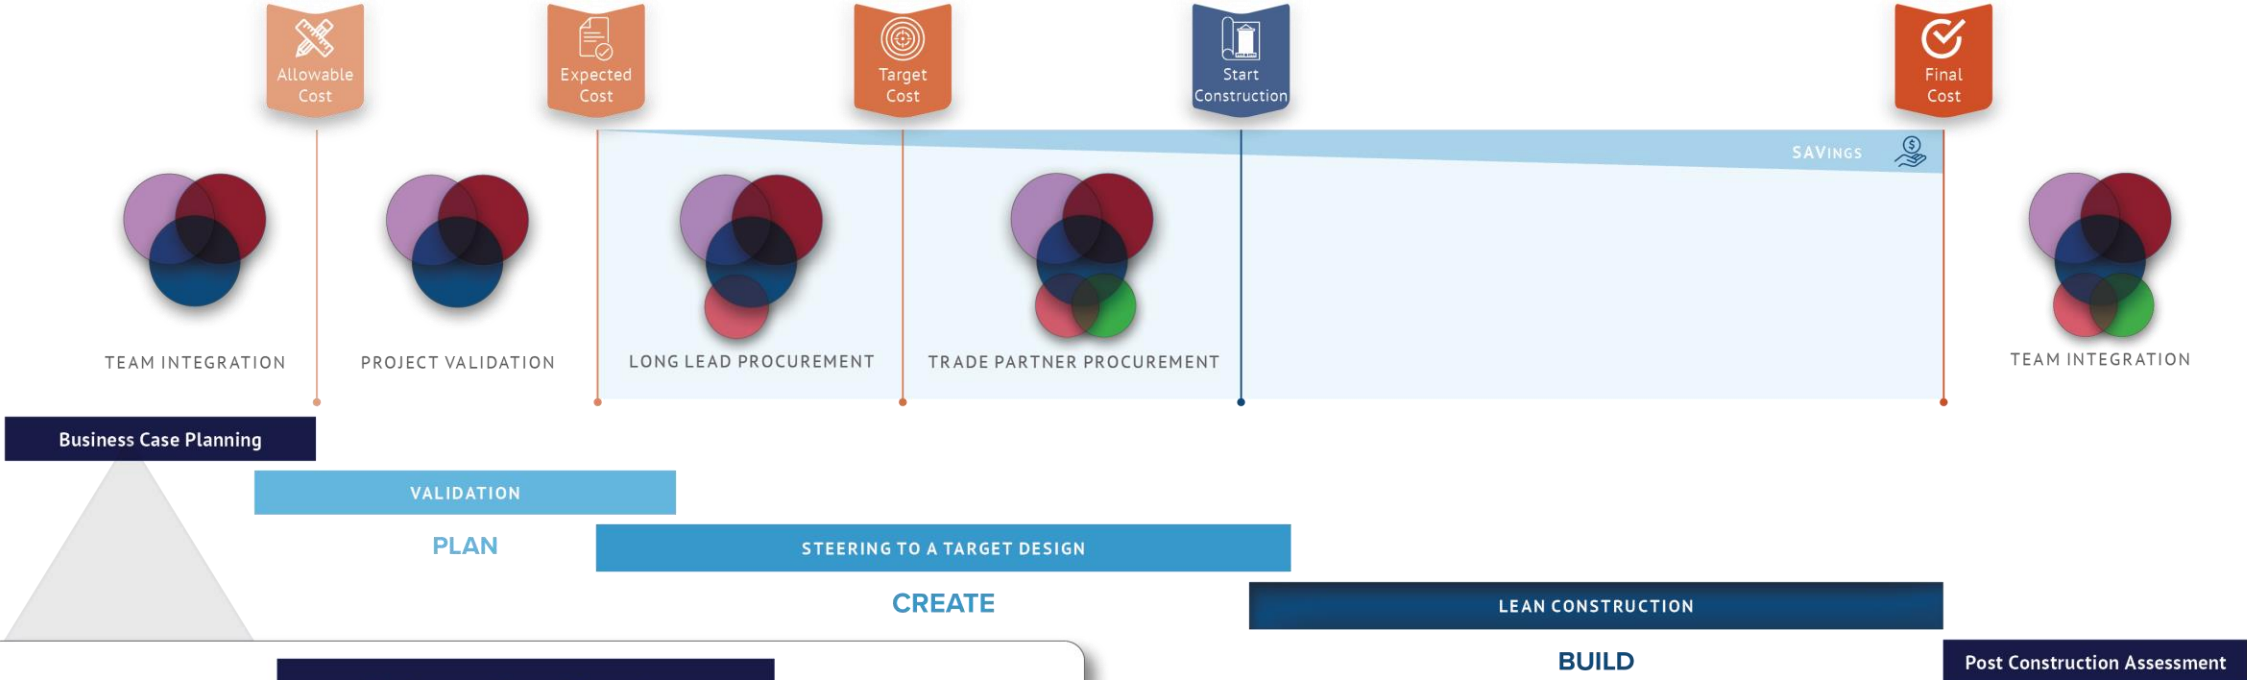 Allowable
Cost
Expected
Cost
Target
Cost
Start
Construction
Final
Cost
SAVINGS
$
TEAM INTEGRATION
PROJECT VALIDATION
LONG LEAD PROCUREMENT
TRADE PARTNER PROCUREMENT
TEAM INTEGRATION
Business Case Planning
VALIDATION
PLAN
STEERING TO A TARGET DESIGN
CREATE
LEAN CONSTRUCTION
BUILD
Post Construction Assessment